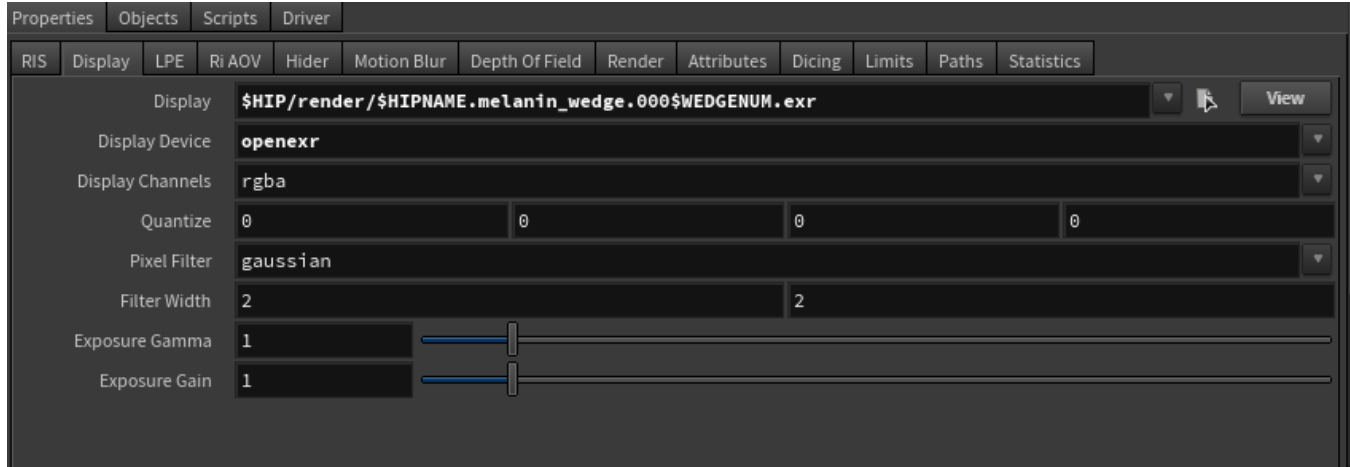 Properties Objects Scripts Driver
RIS Display LPE Ri AOV Hider Motion Blur Depth Of Field Render Attributes Dicing Limits Paths Statistics
Display $HIP/render/$HIPNAME.melanin_wedge.000$WEDGENUM.exr View
Display Device openexr
Display Channels rgba
Quantize 0 0 0 0
Pixel Filter gaussian
Filter Width 2 2
Exposure Gamma 1
Exposure Gain 1